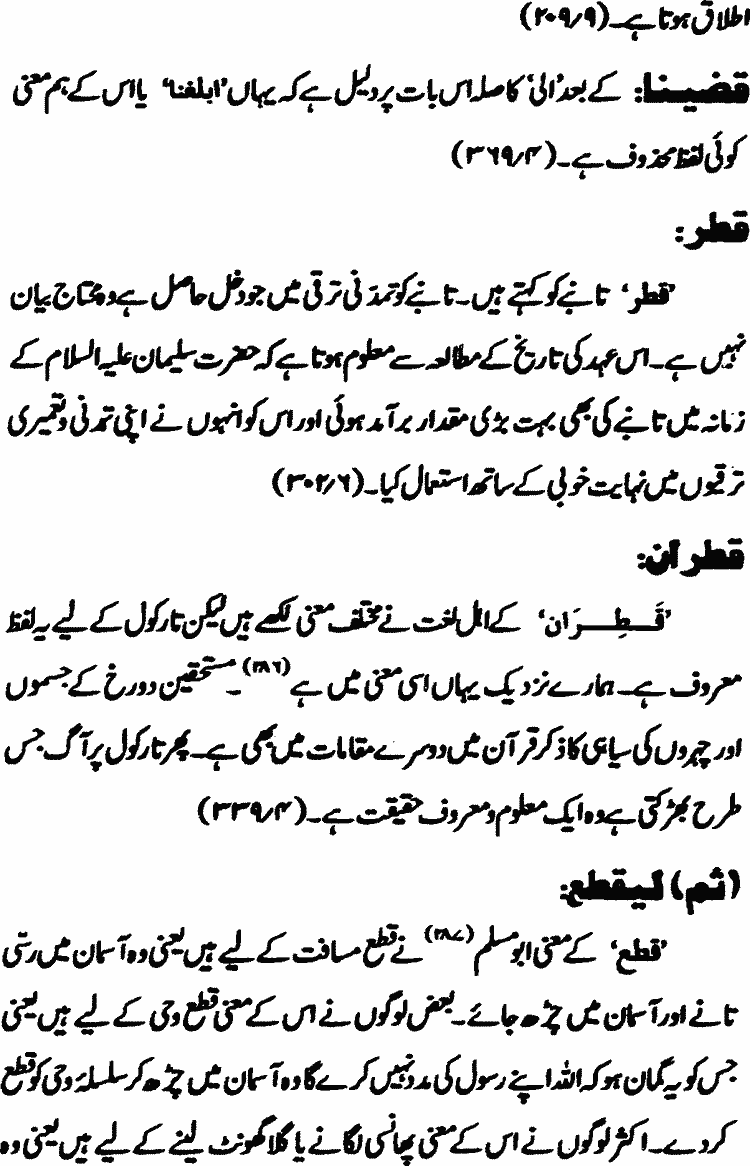 اطلاق ہوتا ہے۔ (۲۰۹/۹)
قضینا: کے بعد 'الیٰ' کا صلہ اس بات پر دلیل ہے کہ یہاں 'ابلغنا' یا اس کے ہم معنی
کوئی لفظ محذوف ہے۔ (۳۶۹/۴)
قطر:
'قطر' تانبے کو کہتے ہیں۔ تانبے کو تمدنی ترقی میں جو دخل حاصل ہے وہ محتاج بیان
نہیں ہے۔ اس عہد کی تاریخ کے مطالعہ سے معلوم ہوتا ہے کہ حضرت سلیمان علیہ السلام کے
زمانہ میں تانبے کی بھی بہت بڑی مقدار برآمد ہوئی اور اس کو انہوں نے اپنی تمدنی و تعمیری
ترقیوں میں نہایت خوبی کے ساتھ استعمال کیا۔ (۳۰۲/۶)
قطران:
'قَطِرَان' کے اہل لغت نے مختلف معنی لکھے ہیں لیکن تارکول کے لیے یہ لفظ
معروف ہے۔ ہمارے نزدیک یہاں اسی معنی میں ہے (۲۸۶)۔ مستحقین دوزخ کے جسموں
اور چہروں کی سیاہی کا ذکر قرآن میں دوسرے مقامات میں بھی ہے۔ پھر تارکول پر آگ جس
طرح بھڑکتی ہے وہ ایک معلوم و معروف حقیقت ہے۔ (۳۳۹/۴)
(ثم) لیقطع:
'قطع' کے معنی ابو مسلم (۲۸۷) نے قطع مسافت کے لیے ہیں یعنی وہ آسمان میں رسّی
تانے اور آسمان میں چڑھ جائے۔ بعض لوگوں نے اس کے معنی قطع وحی کے لیے ہیں یعنی
جس کو یہ گمان ہو کہ اللہ اپنے رسول کی مدد نہیں کرے گا وہ آسمان میں چڑھ کر سلسلۂ وحی کو قطع
کر دے۔ اکثر لوگوں نے اس کے معنی پھانسی لگانے یا گلا گھونٹ لینے کے لیے ہیں یعنی وہ